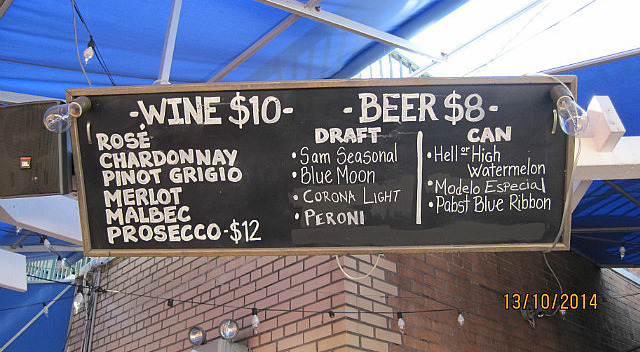 -WINE $10-
ROSÉ
CHARDONNAY
PINOT GRIGIO
MERLOT
MALBEC
PROSECCO-$12
-BEER $8-
DRAFT
• Sam Seasonal
• Blue Moon
• CORONA LIGHT
• PERONI
CAN
• Hell or High
Watermelon
• Modelo Especial
• Pabst Blue Ribbon
13/10/2014